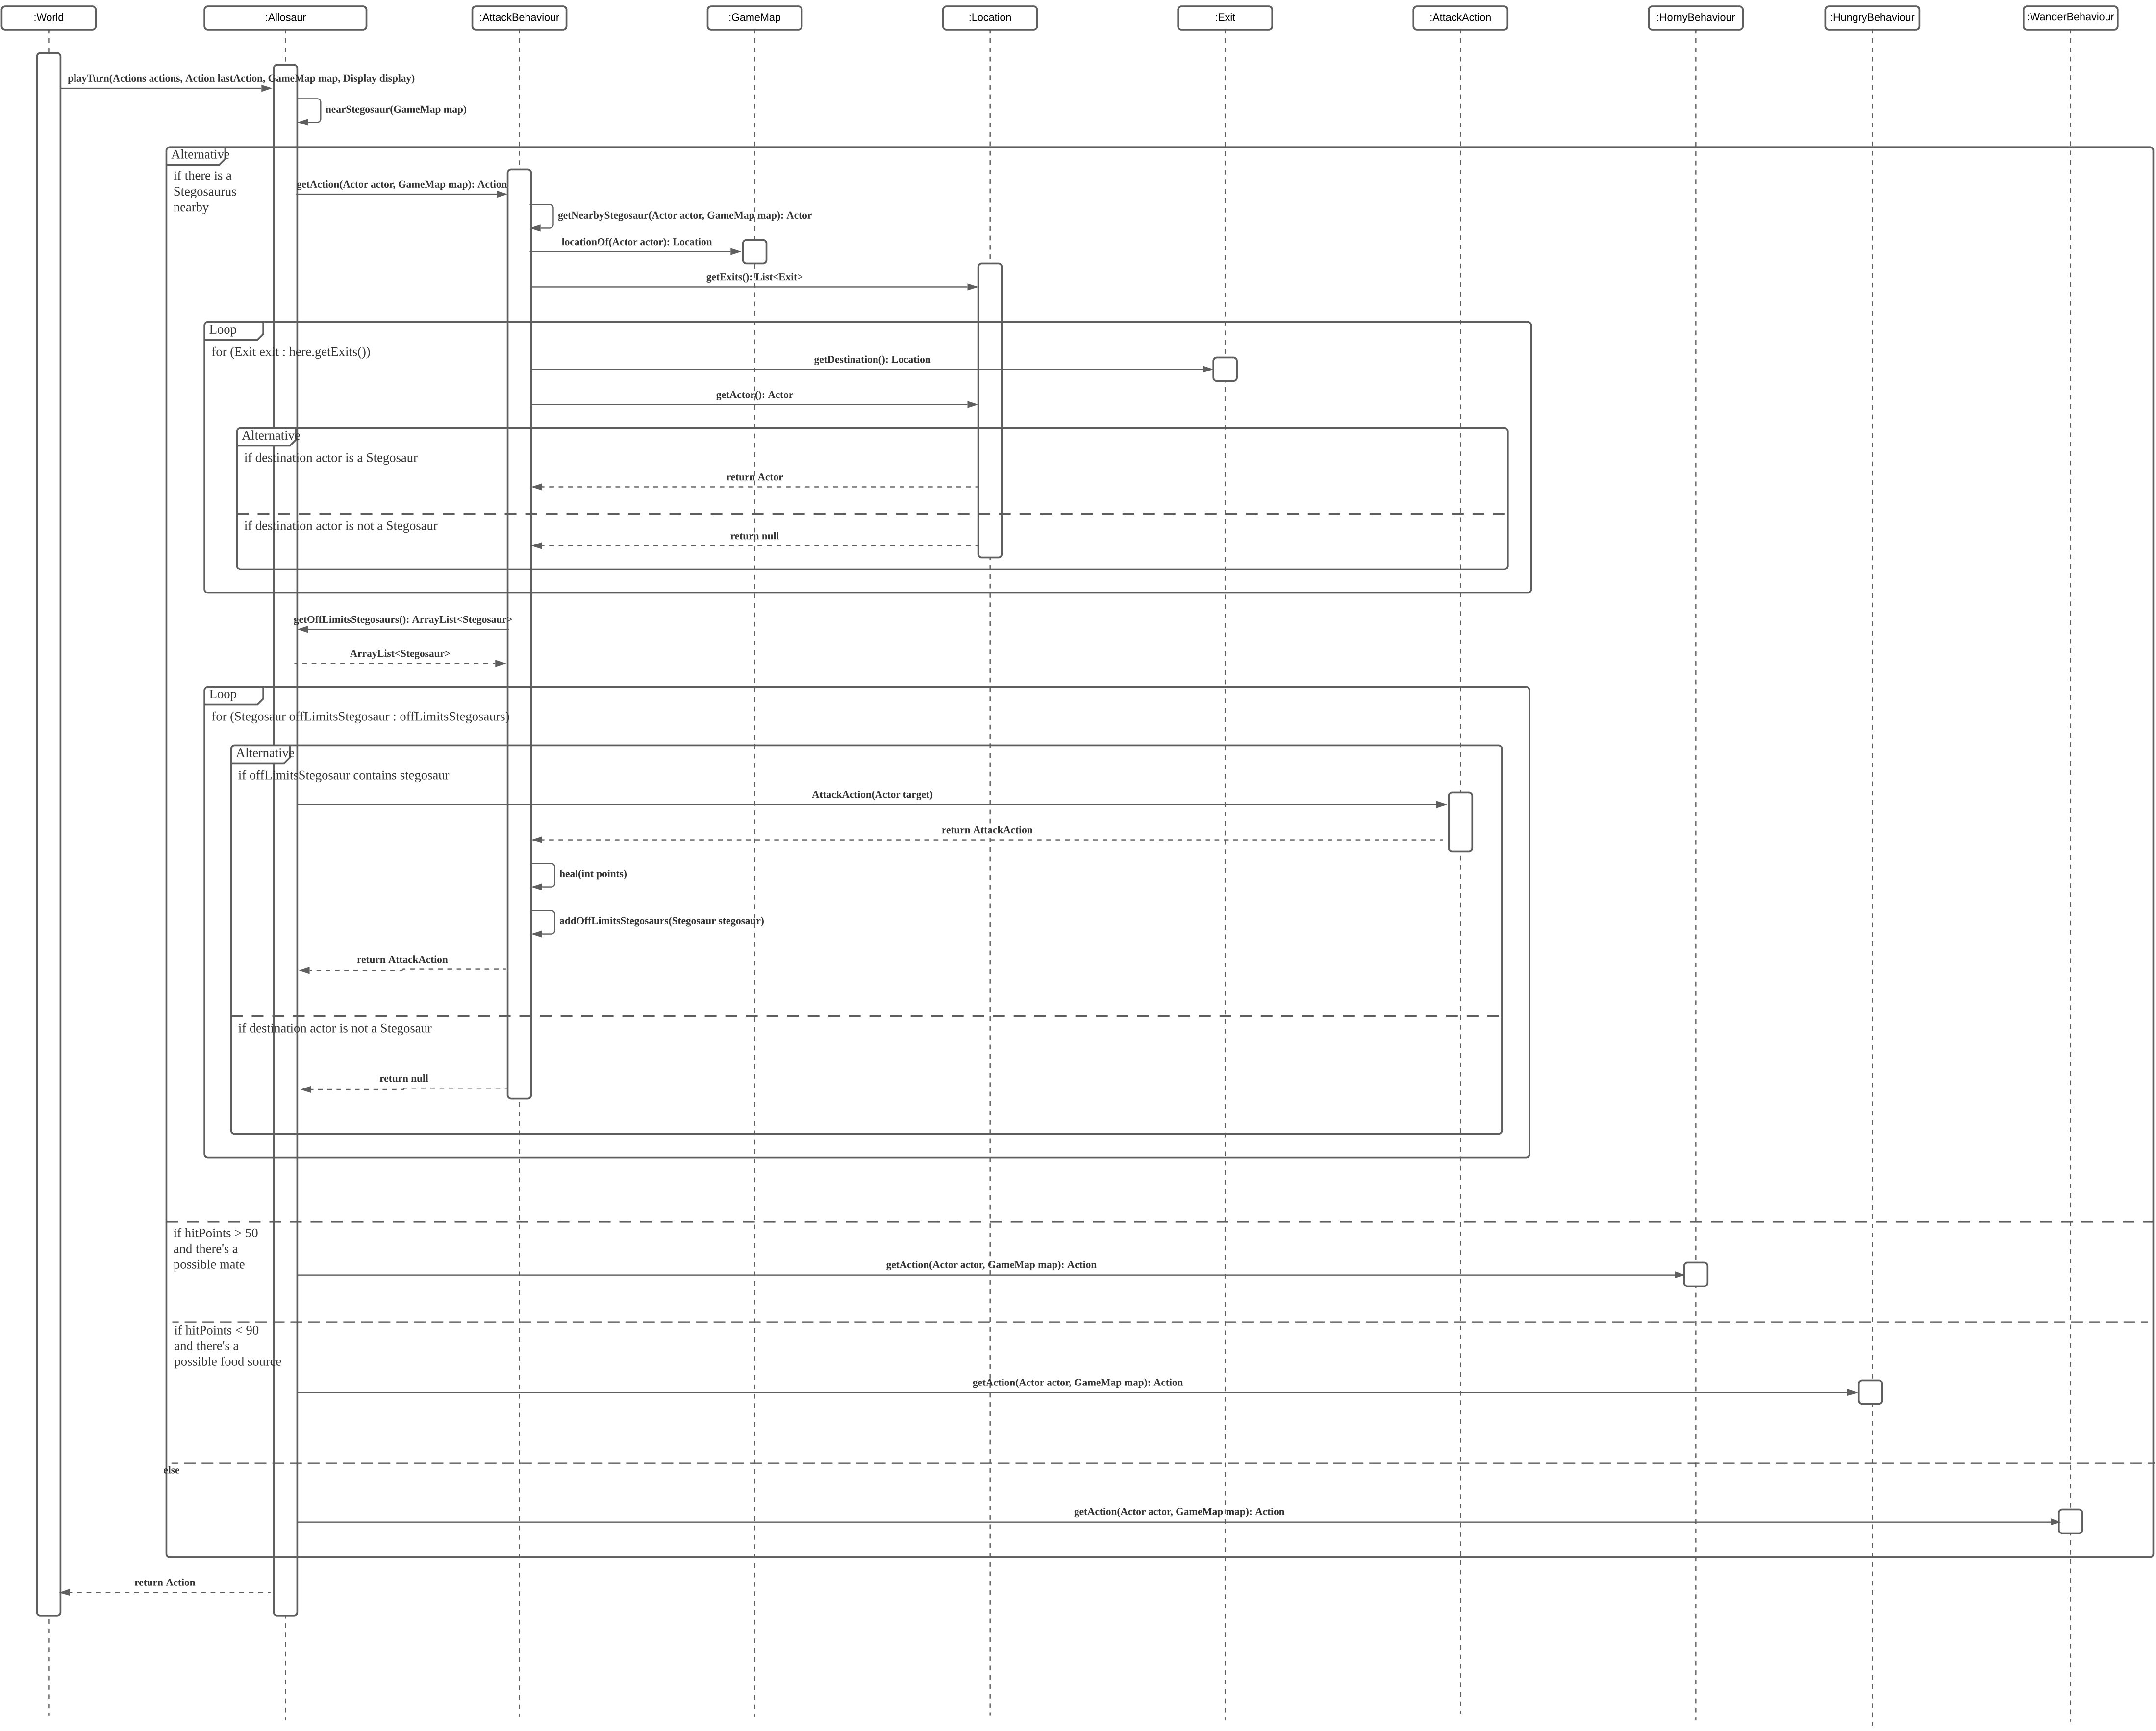 :World
:Allosaur
:AttackBehaviour
:GameMap
:Location
:Exit
:AttackAction
:HornyBehaviour
:HungryBehaviour
:WanderBehaviour
playTurn(Actions actions, Action lastAction, GameMap map, Display display)
nearStegosaur(GameMap map)
Alternative
if there is a
Stegosaurus
nearby
getAction(Actor actor, GameMap map): Action
getNearbyStegosaur(Actor actor, GameMap map): Actor
locationOf(Actor actor): Location
getExits(): List<Exit>
Loop
for (Exit exit : here.getExits())
getDestination(): Location
getActor(): Actor
Alternative
if destination actor is a Stegosaur
return Actor
if destination actor is not a Stegosaur
return null
getOffLimitsStegosaurs(): ArrayList<Stegosaur>
ArrayList<Stegosaur>
Loop
for (Stegosaur offLimitsStegosaur : offLimitsStegosaurs)
Alternative
if offLimitsStegosaur contains stegosaur
AttackAction(Actor target)
return AttackAction
heal(int points)
addOffLimitsStegosaurs(Stegosaur stegosaur)
return AttackAction
if destination actor is not a Stegosaur
return null
if hitPoints > 50
and there's a
possible mate
getAction(Actor actor, GameMap map): Action
if hitPoints < 90
and there's a
possible food source
getAction(Actor actor, GameMap map): Action
else
getAction(Actor actor, GameMap map): Action
return Action